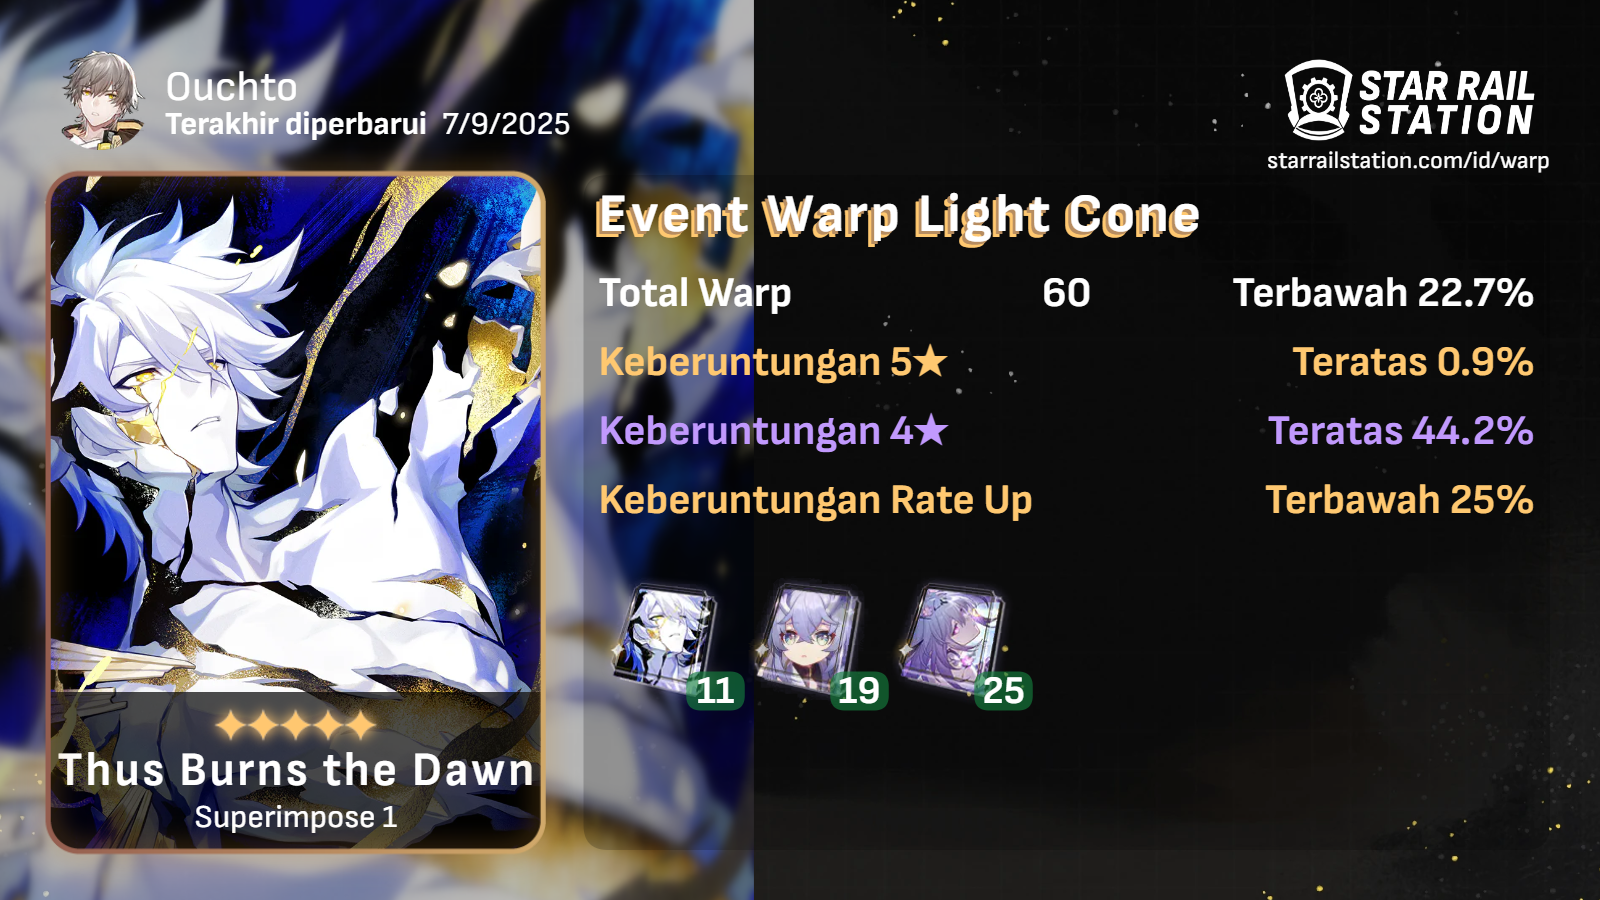 Ouchto
Terakhir diperbarui 7/9/2025
STAR RAIL
STATION
starrailstation.com/id/warp
Event Warp Light Cone
Total Warp 60 Terbawah 22.7%
Keberuntungan 5★ Teratas 0.9%
Keberuntungan 4★ Teratas 44.2%
Keberuntungan Rate Up Terbawah 25%
11 19 25
Thus Burns the Dawn
Superimpose 1